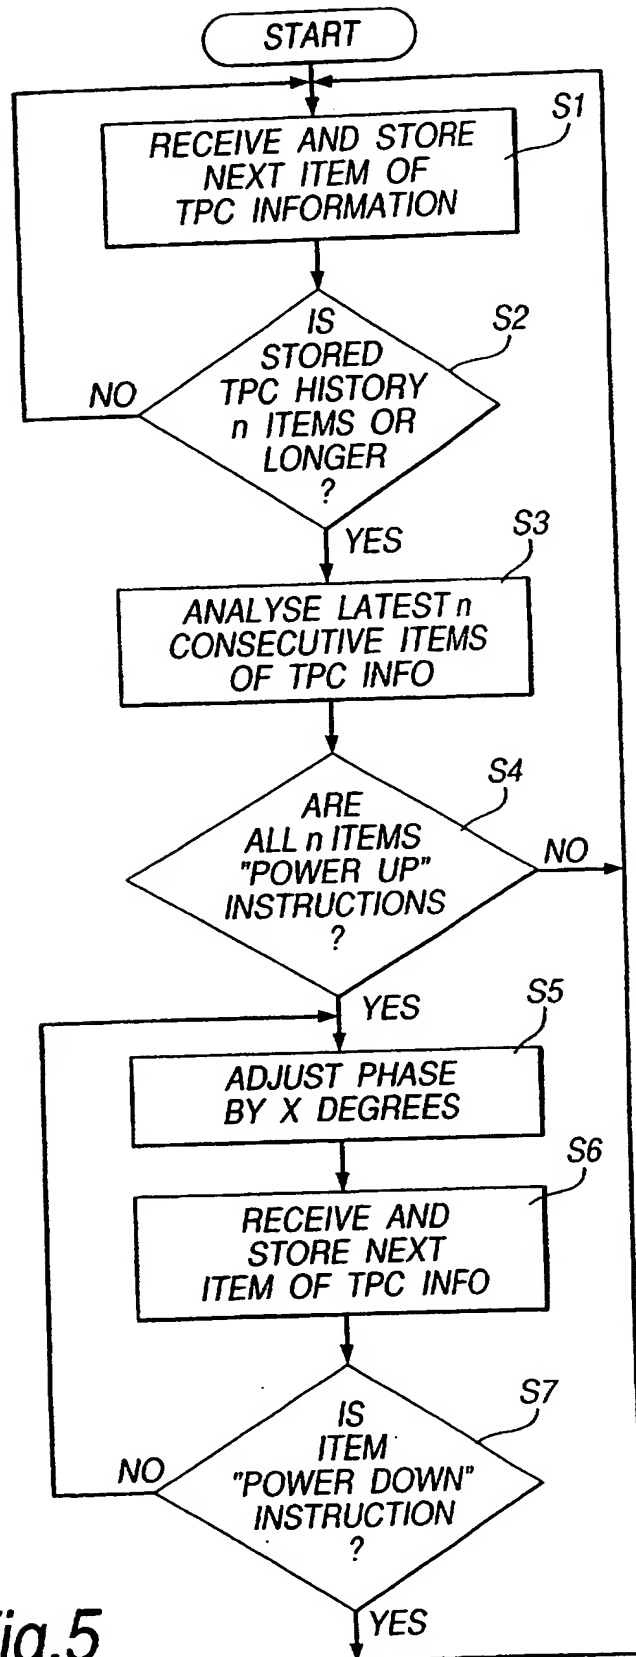 START
S1
RECEIVE AND STORE
NEXT ITEM OF
TPC INFORMATION
S2
IS
STORED
TPC HISTORY
n ITEMS OR
LONGER
?
NO
YES
S3
ANALYSE LATEST n
CONSECUTIVE ITEMS
OF TPC INFO
S4
ARE
ALL n ITEMS
"POWER UP"
INSTRUCTIONS
?
NO
YES
S5
ADJUST PHASE
BY X DEGREES
S6
RECEIVE AND
STORE NEXT
ITEM OF TPC INFO
S7
IS
ITEM
"POWER DOWN"
INSTRUCTION
?
NO
YES
ig.5